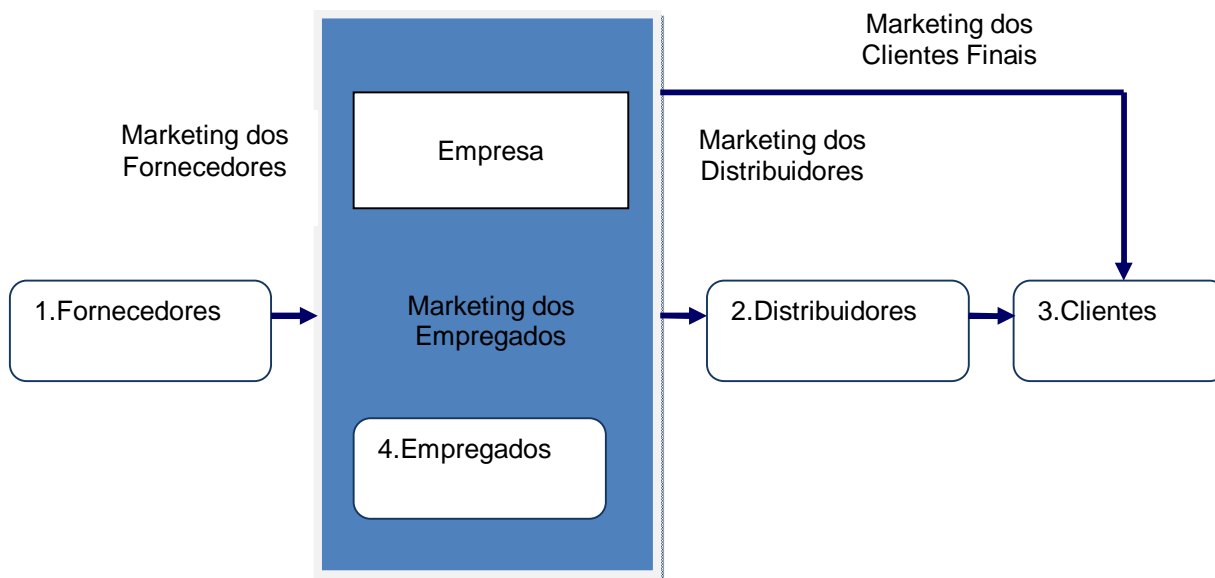 Marketing dos
Clientes Finais
Marketing dos
Fornecedores
Empresa
Marketing dos
Distribuidores
1.Fornecedores
Marketing dos
Empregados
2.Distribuidores
3.Clientes
4.Empregados